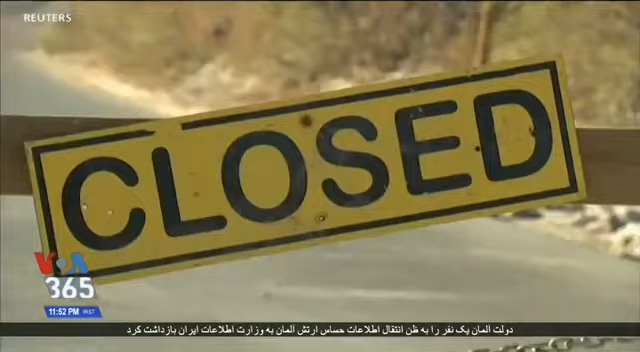 REUTERS
CLOSED
VOA
365
11:52 PM IRST
دولت آلمان یک نفر را به ظن انتقال اطلاعات حساس ارتش آلمان به وزارت اطلاعات ایران بازداشت کرد